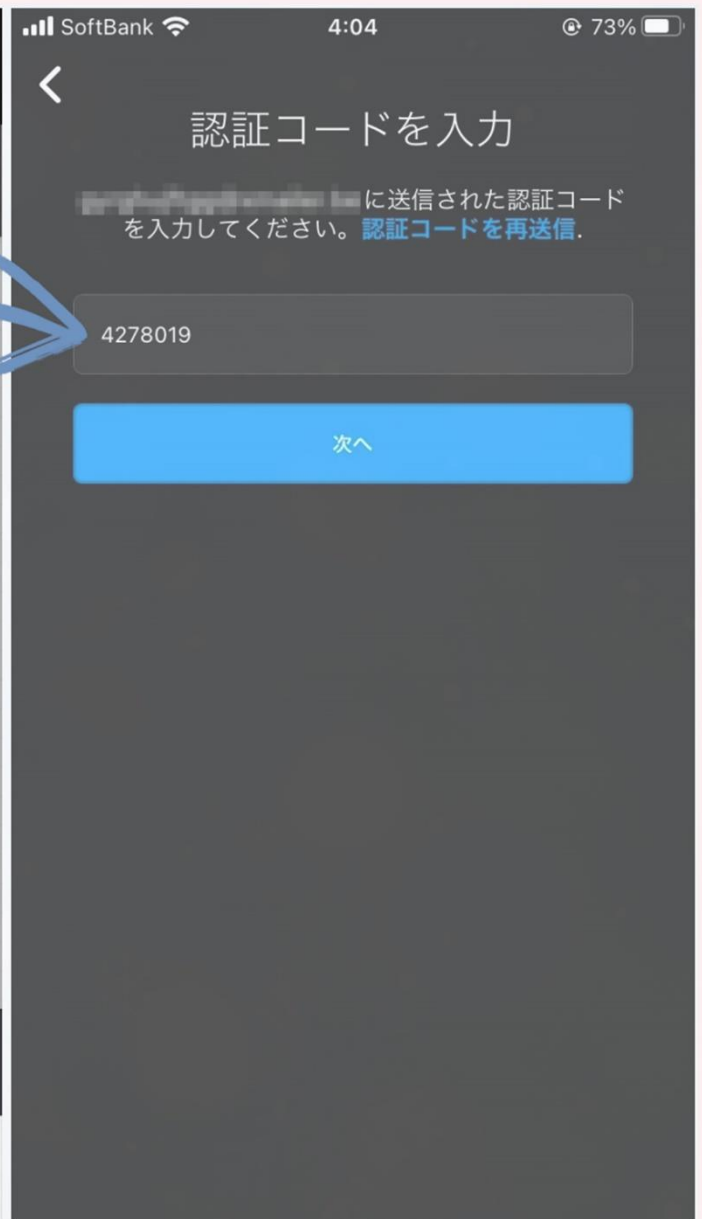 SoftBank 4:04 73%
認証コードを入力
に送信された認証コード
を入力してください。認証コードを再送信.
4278019
次へ